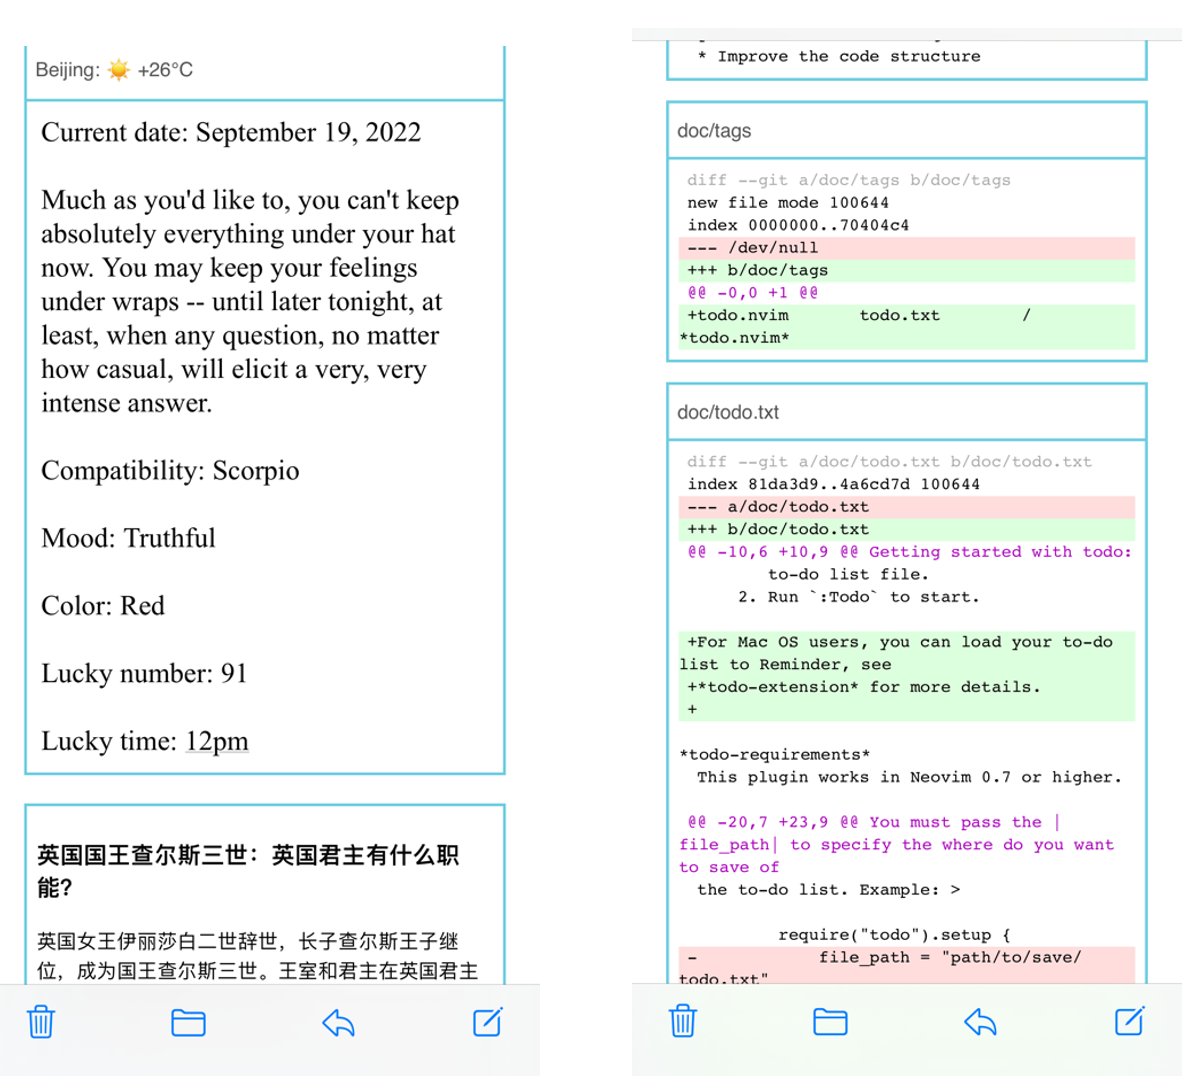 Beijing: ☀️ +26°C
Current date: September 19, 2022
Much as you'd like to, you can't keep
absolutely everything under your hat
now. You may keep your feelings
under wraps -- until later tonight, at
least, when any question, no matter
how casual, will elicit a very, very
intense answer.
Compatibility: Scorpio
Mood: Truthful
Color: Red
Lucky number: 91
Lucky time: 12pm
英国国王查尔斯三世：英国君主有什么职
能？
英国女王伊丽莎白二世辞世，长子查尔斯王子继
位，成为国王查尔斯三世。王室和君主在英国君主
* Improve the code structure
doc/tags
diff --git a/doc/tags b/doc/tags
new file mode 100644
index 0000000..70404c4
--- /dev/null
+++ b/doc/tags
@@ -0,0 +1 @@
+todo.nvim todo.txt /
*todo.nvim*
doc/todo.txt
diff --git a/doc/todo.txt b/doc/todo.txt
index 81da3d9..4a6cd7d 100644
--- a/doc/todo.txt
+++ b/doc/todo.txt
@@ -10,6 +10,9 @@ Getting started with todo:
to-do list file.
2. Run `:Todo` to start.
+For Mac OS users, you can load your to-do
list to Reminder, see
+*todo-extension* for more details.
+
*todo-requirements*
This plugin works in Neovim 0.7 or higher.
@@ -20,7 +23,9 @@ You must pass the |
file_path| to specify the where do you want
to save of
the to-do list. Example: >
require("todo").setup {
- file_path = "path/to/save/
todo.txt"